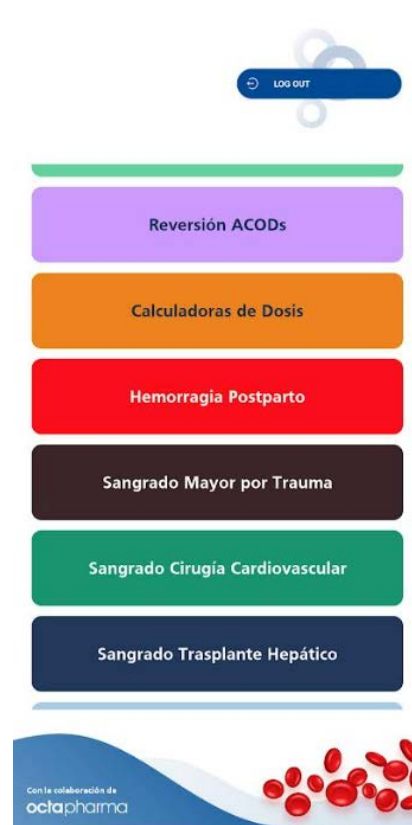 LOG OUT
Reversión ACODs
Calculadoras de Dosis
Hemorragia Postparto
Sangrado Mayor por Trauma
Sangrado Cirugía Cardiovascular
Sangrado Trasplante Hepático
Con la colaboración de
octapharma